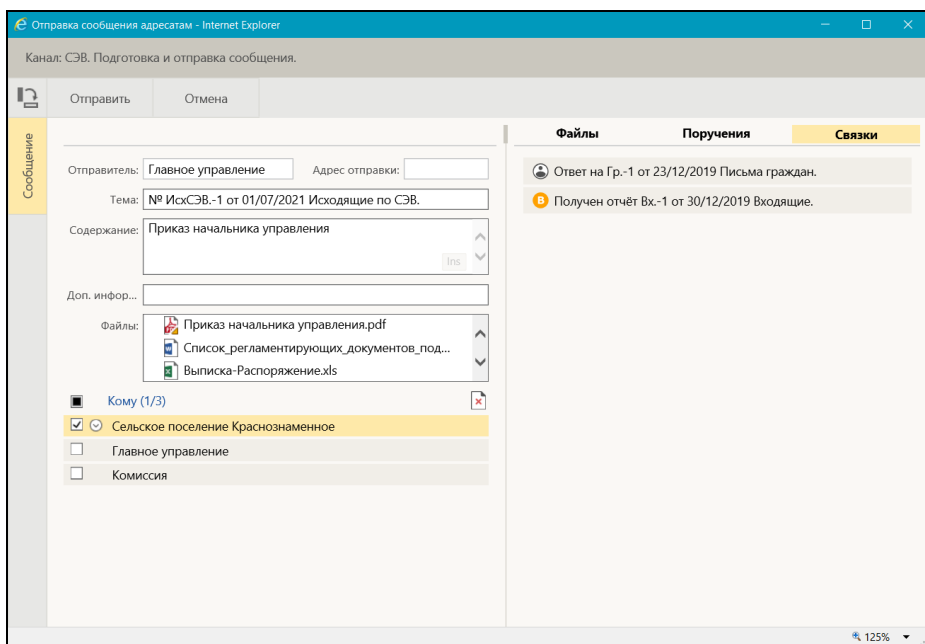 Отправка сообщения адресатам - Internet Explorer
Канал: СЭВ. Подготовка и отправка сообщения.
Отправить Отмена
Сообщение
Файлы Поручения Связки
Отправитель: Главное управление Адрес отправки:
Тема: № ИсхСЭВ.-1 от 01/07/2021 Исходящие по СЭВ.
Содержание: Приказ начальника управления
Ins
Доп. инфор...
Файлы: Приказ начальника управления.pdf
Список_регламентирующих_документов_под...
Выписка-Распоряжение.xls
Кому (1/3)
Сельское поселение Краснознаменное
Главное управление
Комиссия
Ответ на Гр.-1 от 23/12/2019 Письма граждан.
В Получен отчёт Вх.-1 от 30/12/2019 Входящие.
125%